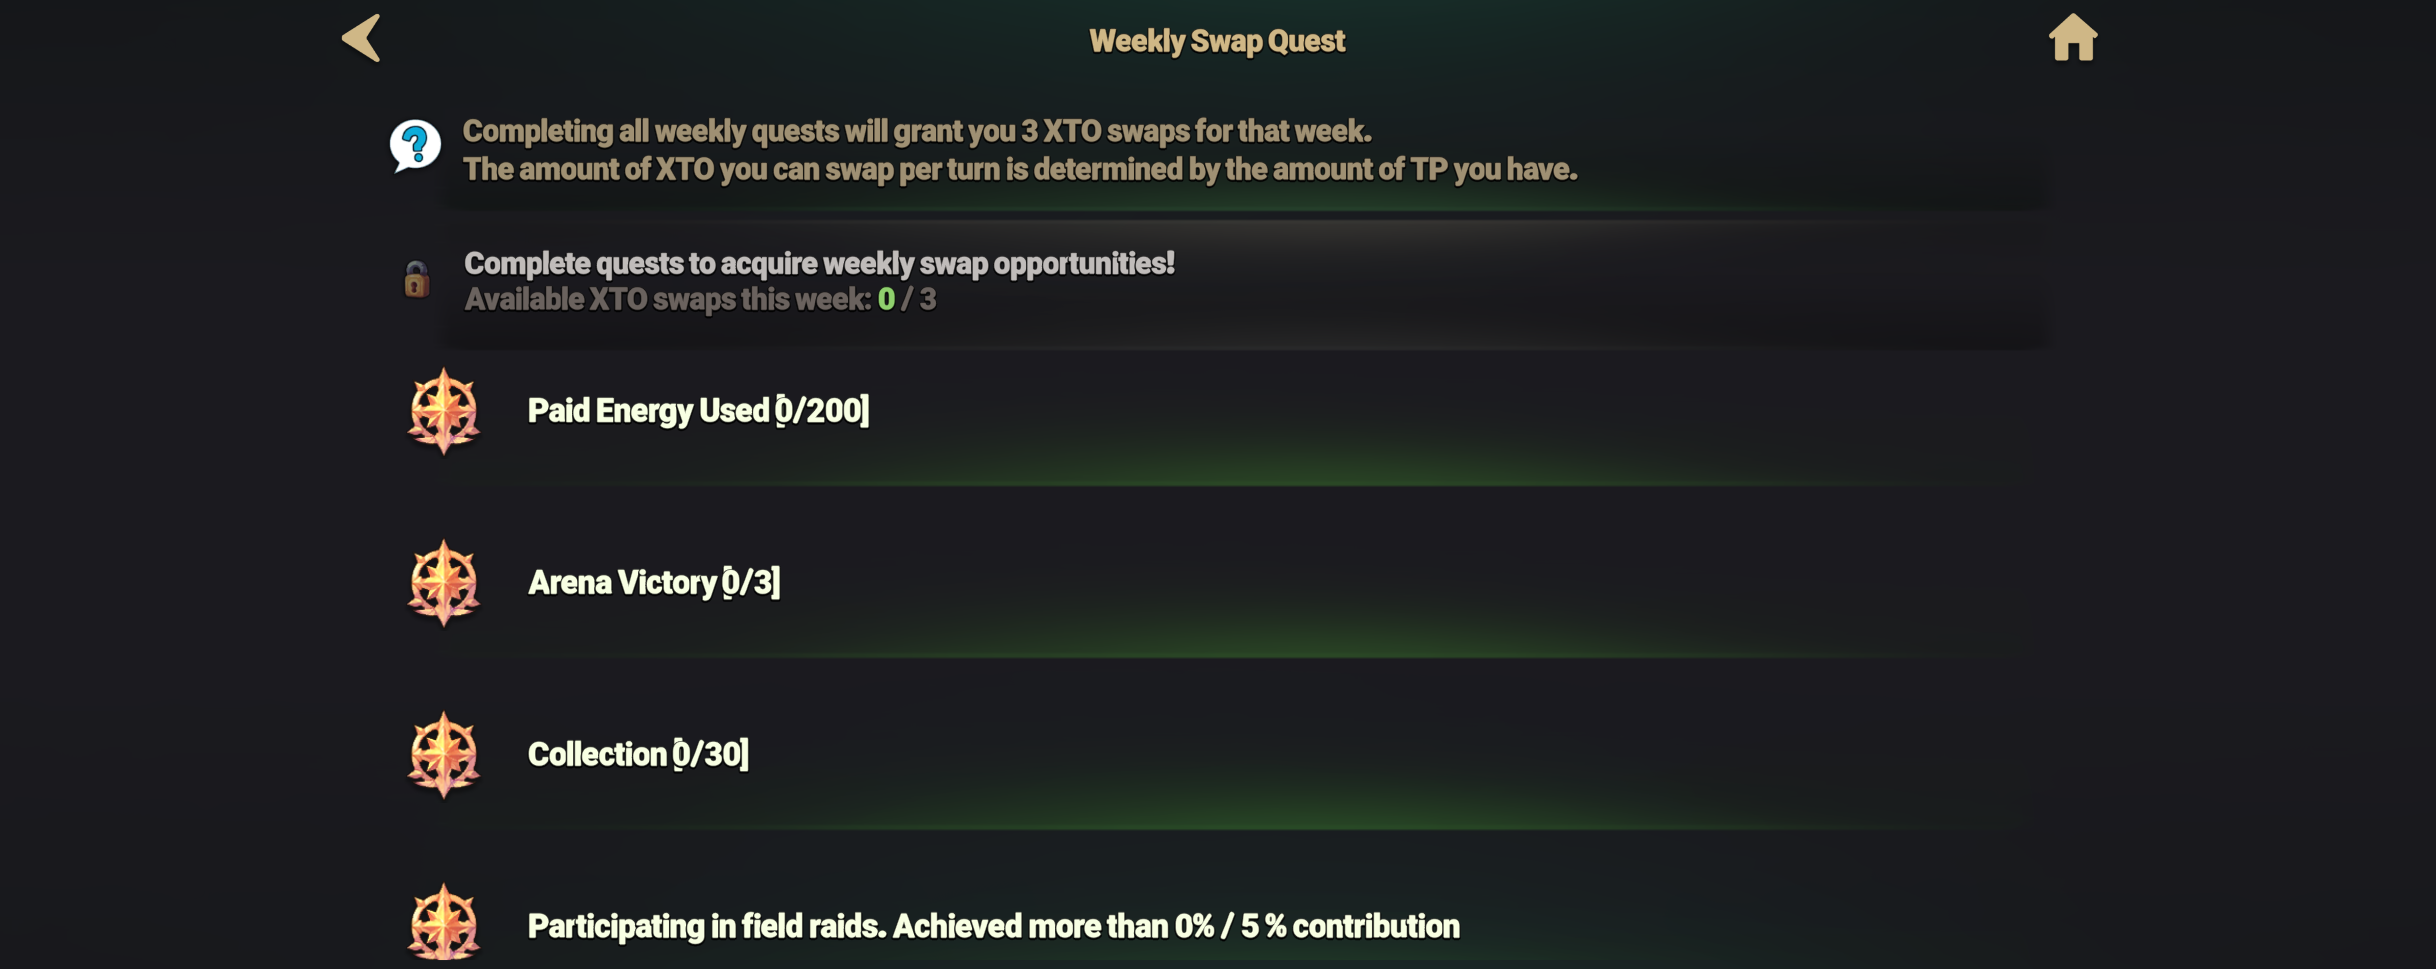 Weekly Swap Quest
Completing all weekly quests will grant you 3 XTO swaps for that week.
The amount of XTO you can swap per turn is determined by the amount of TP you have.
Complete quests to acquire weekly swap opportunities!
Available XTO swaps this week: 0 / 3
Paid Energy Used [0/200]
Arena Victory [0/3]
Collection [0/30]
Participating in field raids. Achieved more than 0% / 5 % contribution